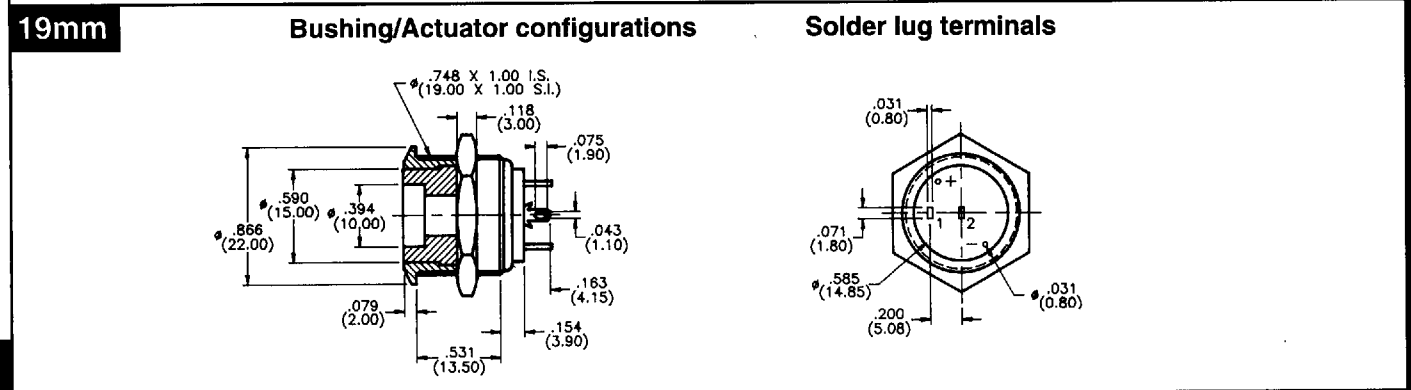 19mm
Bushing/Actuator configurations
Solder lug terminals
ø .748 X 1.00 I.S.
(19.00 X 1.00 S.I.)
.118
(3.00)
.075
(1.90)
ø .590
(15.00)
ø .394
(10.00)
ø .866
(22.00)
.043
(1.10)
.163
(4.15)
.079
(2.00)
.154
(3.90)
.531
(13.50)
.031
(0.80)
+
1 2
−
.071
(1.80)
ø .585
(14.85)
ø .031
(0.80)
.200
(5.08)